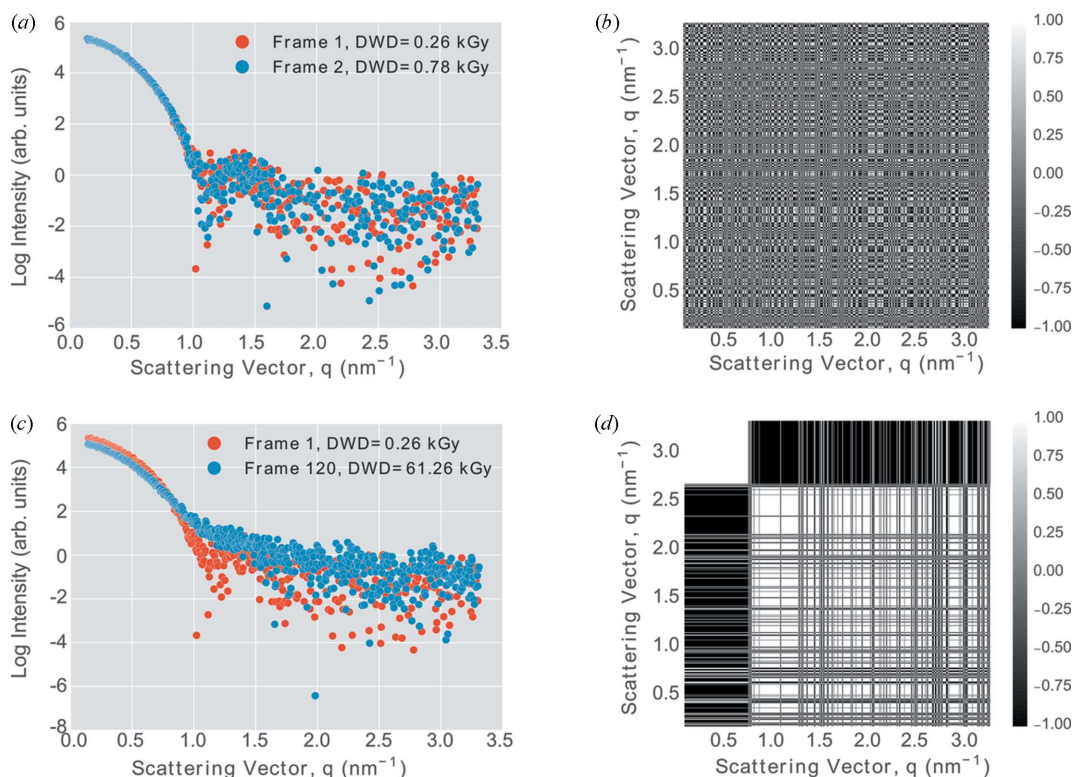 (a)
6
4
2
0
-2
-4
-6
Log Intensity (arb. units)
Frame 1, DWD=0.26 kGy
Frame 2, DWD=0.78 kGy
0.0 0.5 1.0 1.5 2.0 2.5 3.0 3.5
Scattering Vector, q (nm⁻¹)
(b)
3.0
2.5
2.0
1.5
1.0
0.5
Scattering Vector, q (nm⁻¹)
0.5 1.0 1.5 2.0 2.5 3.0
Scattering Vector, q (nm⁻¹)
1.00
0.75
0.50
0.25
0.00
−0.25
−0.50
−0.75
−1.00
(c)
6
4
2
0
-2
-4
-6
-8
Log Intensity (arb. units)
Frame 1, DWD=0.26 kGy
Frame 120, DWD=61.26 kGy
0.0 0.5 1.0 1.5 2.0 2.5 3.0 3.5
Scattering Vector, q (nm⁻¹)
(d)
3.0
2.5
2.0
1.5
1.0
0.5
Scattering Vector, q (nm⁻¹)
0.5 1.0 1.5 2.0 2.5 3.0
Scattering Vector, q (nm⁻¹)
1.00
0.75
0.50
0.25
0.00
−0.25
−0.50
−0.75
−1.00